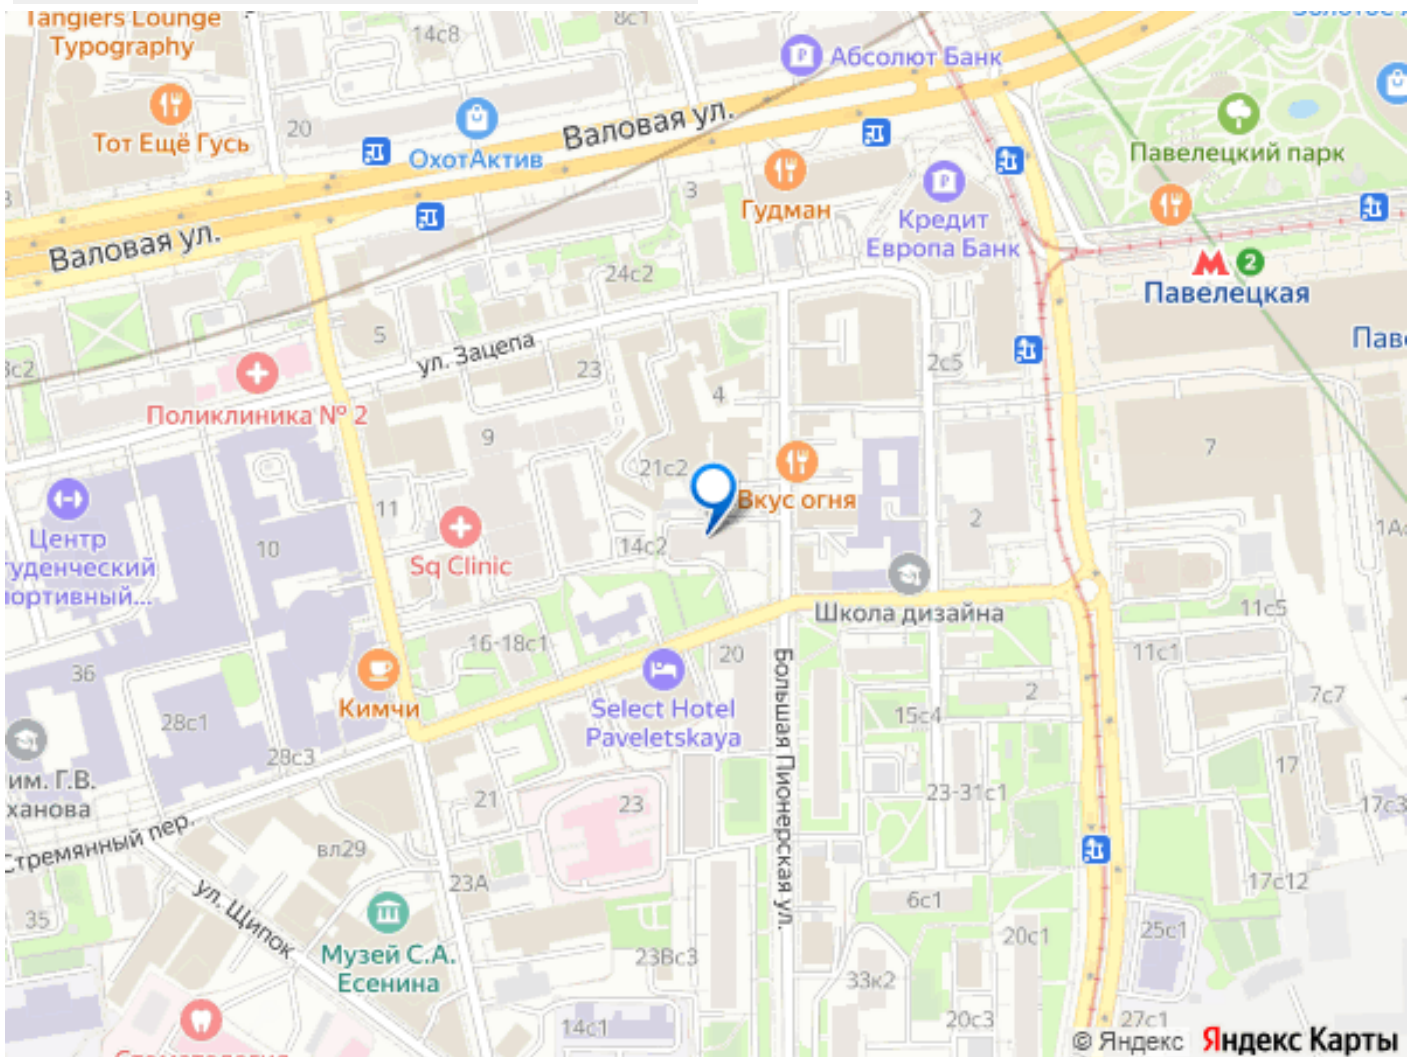 Tanglers Lounge
Typography
8с1
14с8
Абсолют Банк
Тот Ещё Гусь
20
ОхотАктив
Валовая ул.
Павелецкий парк
3
Гудман
Кредит
Европа Банк
Валовая ул.
24с2
2
Павелецкая
5
ул. Зацепа
23
2с5
4
Поликлиника № 2
9
7
21с2
Вкус огня
11
2
Центр
10
14с2
Sq Clinic
Школа дизайна
11с5
16-18с1
20
11с1
36
Кимчи
2
7с7
Select Hotel
Paveletskaya
Большая Пионерская ул.
15с4
28с1
28с3
17
им. Г.В.
21
23
23-31с1
17с3
Стремянный пер.
вл29
23А
17с12
ул. Щипок
6с1
35
20с1
25с1
Музей С.А.
Есенина
23Вс3
33к2
14с1
20с3
27с1
© Яндекс Яндекс Карты